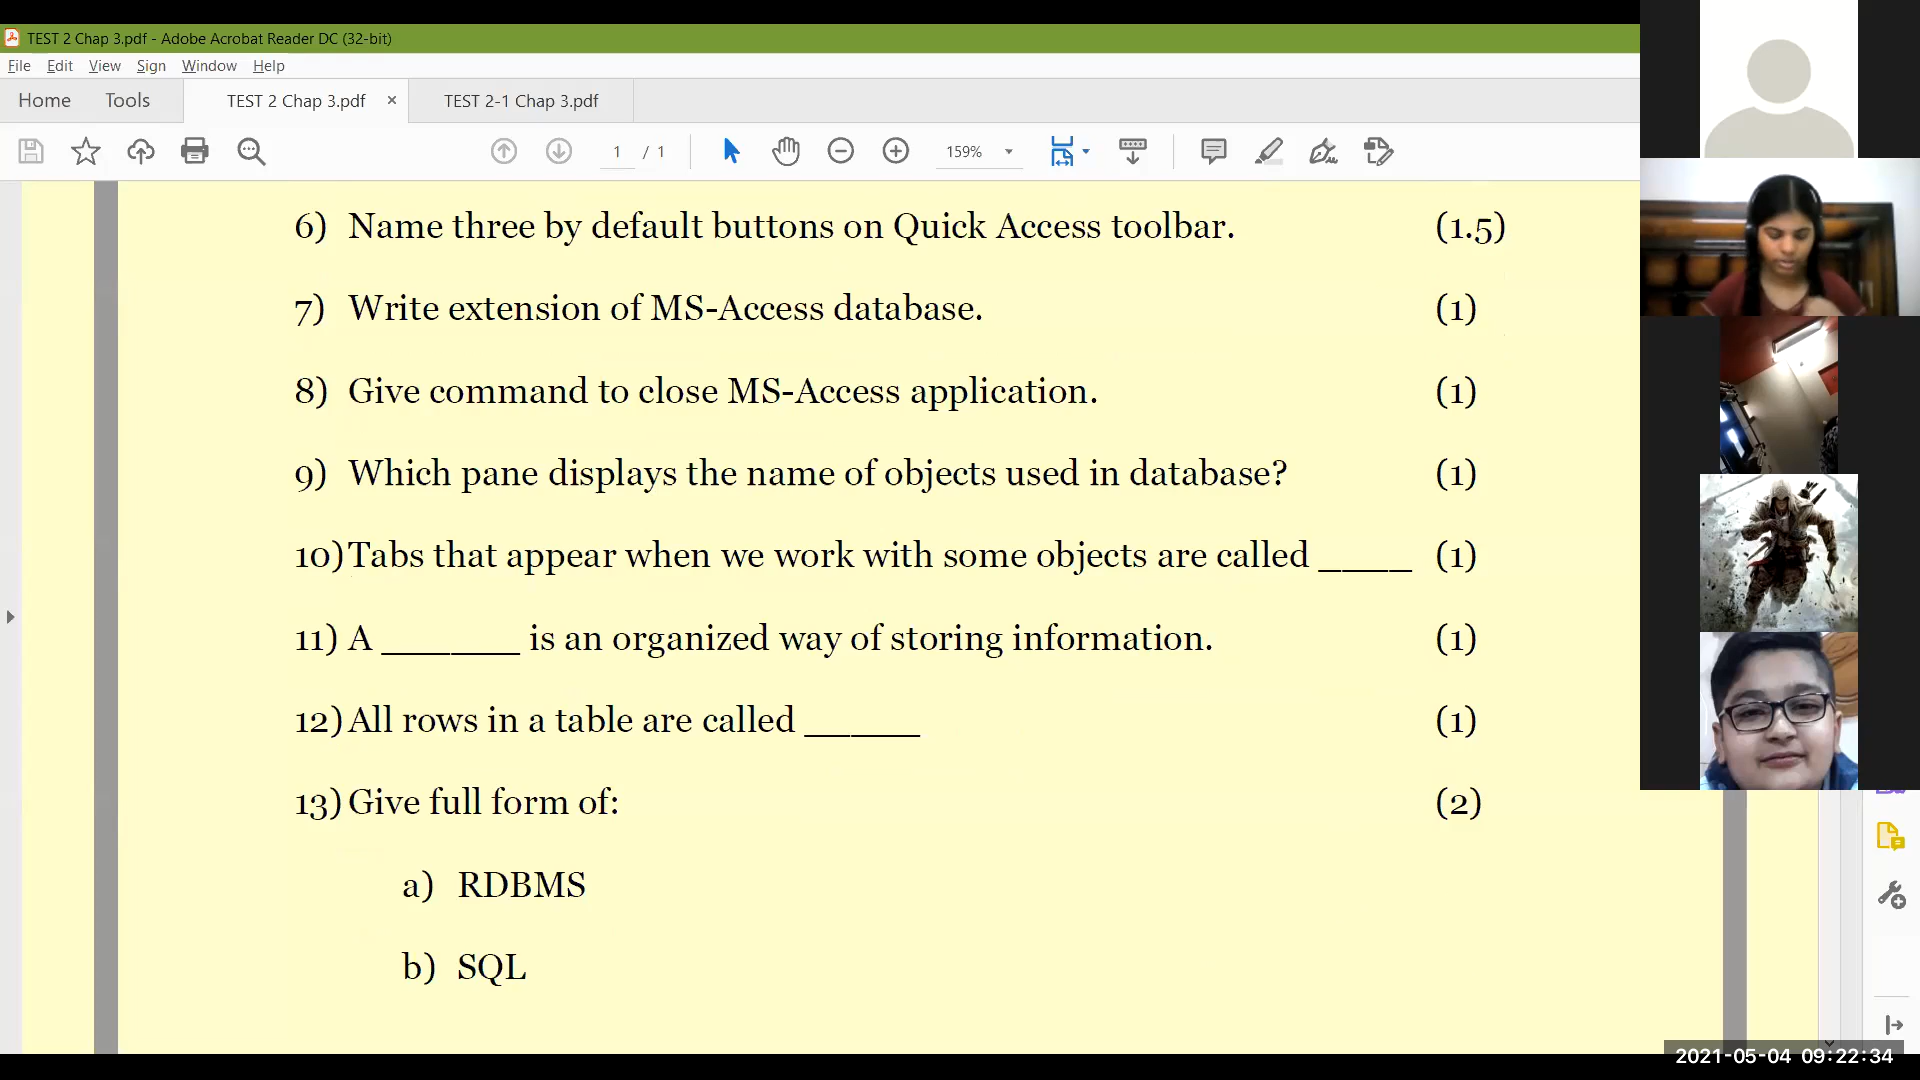 TEST 2 Chap 3.pdf - Adobe Acrobat Reader DC (32-bit)
File Edit View Sign Window Help
Home Tools TEST 2 Chap 3.pdf × TEST 2-1 Chap 3.pdf
1 / 1 159%
6) Name three by default buttons on Quick Access toolbar. (1.5)
7) Write extension of MS-Access database. (1)
8) Give command to close MS-Access application. (1)
9) Which pane displays the name of objects used in database? (1)
10) Tabs that appear when we work with some objects are called ____ (1)
11) A ______ is an organized way of storing information. (1)
12) All rows in a table are called _____ (1)
13) Give full form of: (2)
a) RDBMS
b) SQL
2021-05-04 09:22:34